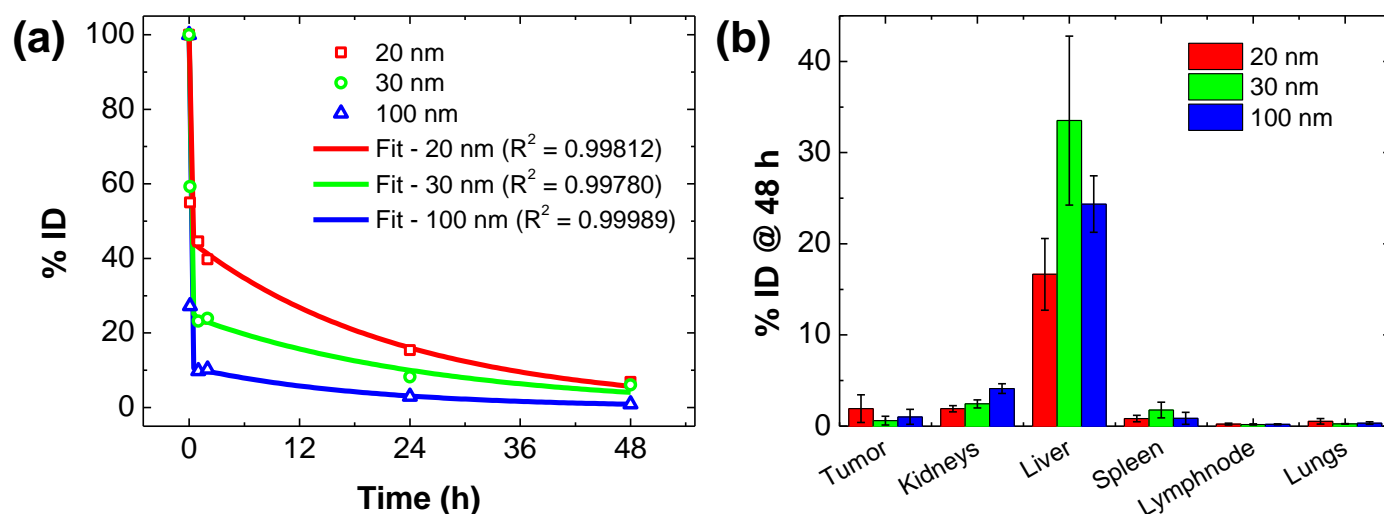 (a)
100
80
60
40
20
0
% ID
20 nm
30 nm
100 nm
Fit - 20 nm (R² = 0.99812)
Fit - 30 nm (R² = 0.99780)
Fit - 100 nm (R² = 0.99989)
0 12 24 36 48
Time (h)
(b)
40
30
20
10
0
% ID @ 48 h
20 nm
30 nm
100 nm
Tumor
Kidneys
Liver
Spleen
Lymphnode
Lungs